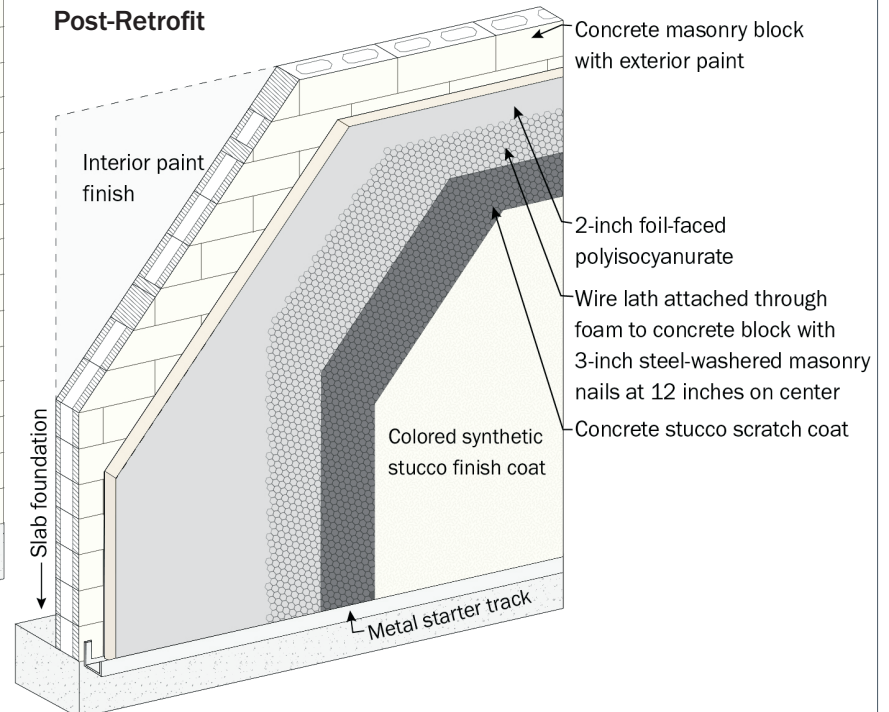 Post-Retrofit
Concrete masonry block
with exterior paint
Interior paint
finish
2-inch foil-faced
polyisocyanurate
Wire lath attached through
foam to concrete block with
3-inch steel-washered masonry
nails at 12 inches on center
Concrete stucco scratch coat
Colored synthetic
stucco finish coat
Slab foundation
Metal starter track